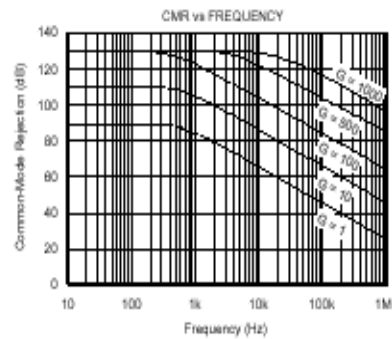 CMR vs FREQUENCY
Common-Mode Rejection (dB)
140
120
100
80
60
40
20
0
G = 1000
G = 500
G = 100
G = 10
G = 1
10
100
1k
10k
100k
1M
Frequency (Hz)